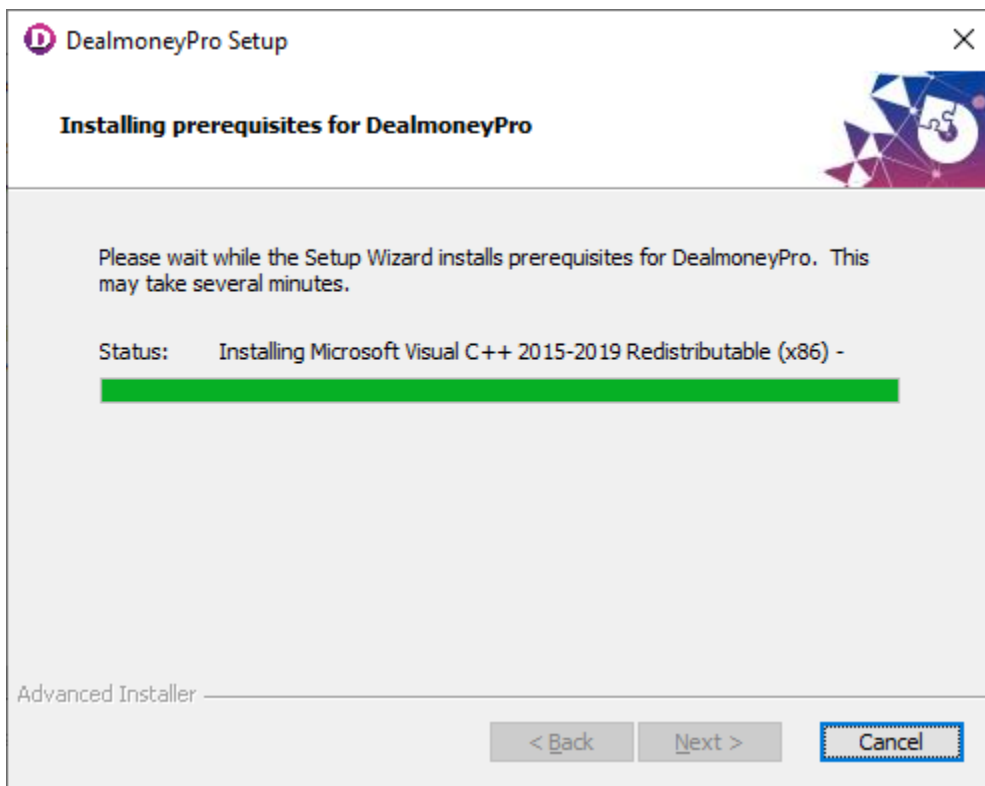 DealmoneyPro Setup
Installing prerequisites for DealmoneyPro
Please wait while the Setup Wizard installs prerequisites for DealmoneyPro. This
may take several minutes.
Status: Installing Microsoft Visual C++ 2015-2019 Redistributable (x86) -
Advanced Installer
< Back Next > Cancel